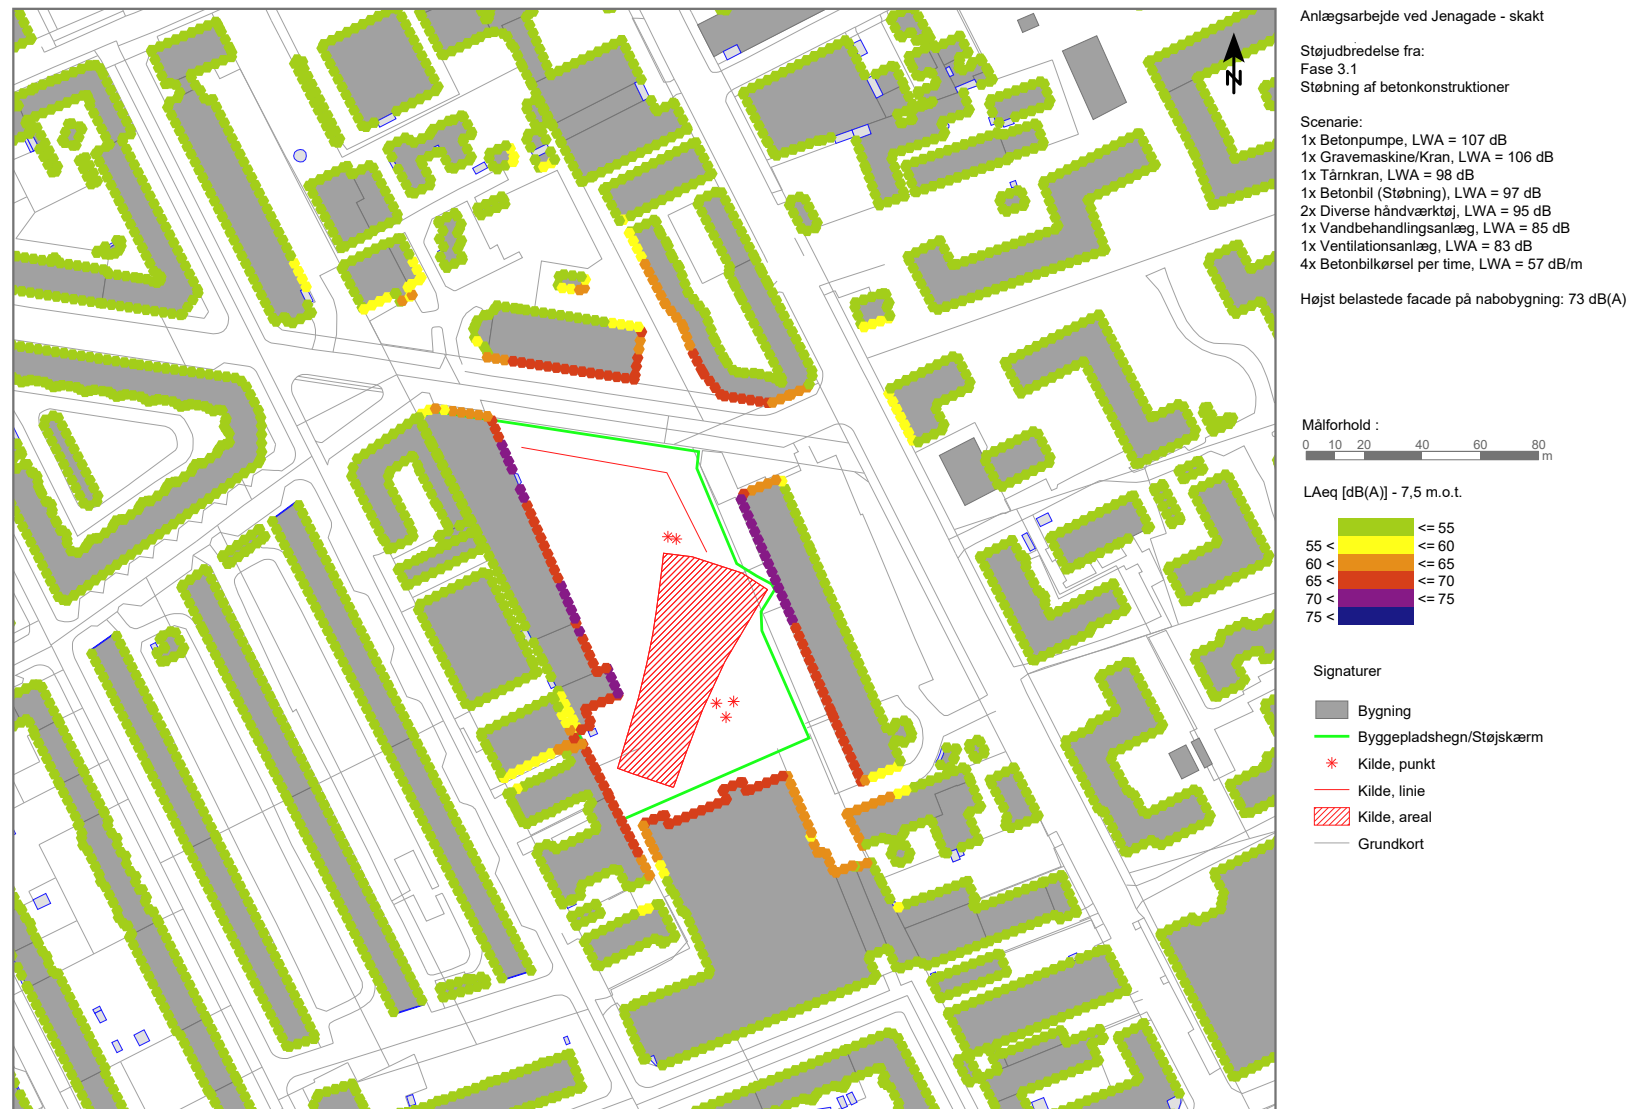 Anlægsarbejde ved Jenagade - skakt
Støjudbredelse fra:
Fase 3.1
Støbning af betonkonstruktioner
Scenarie:
1x Betonpumpe, LWA = 107 dB
1x Gravemaskine/Kran, LWA = 106 dB
1x Tårnkran, LWA = 98 dB
1x Betonbil (Støbning), LWA = 97 dB
2x Diverse håndværktøj, LWA = 95 dB
1x Vandbehandlingsanlæg, LWA = 85 dB
1x Ventilationsanlæg, LWA = 83 dB
4x Betonbilkørsel per time, LWA = 57 dB/m
Højst belastede facade på nabobygning: 73 dB(A)
N
Målforhold :
0 10 20 40 60 80
m
LAeq [dB(A)] - 7,5 m.o.t.
<= 55
55 < <= 60
60 < <= 65
65 < <= 70
70 < <= 75
75 <
Signaturer
Bygning
Byggepladshegn/Støjskærm
Kilde, punkt
Kilde, linie
Kilde, areal
Grundkort